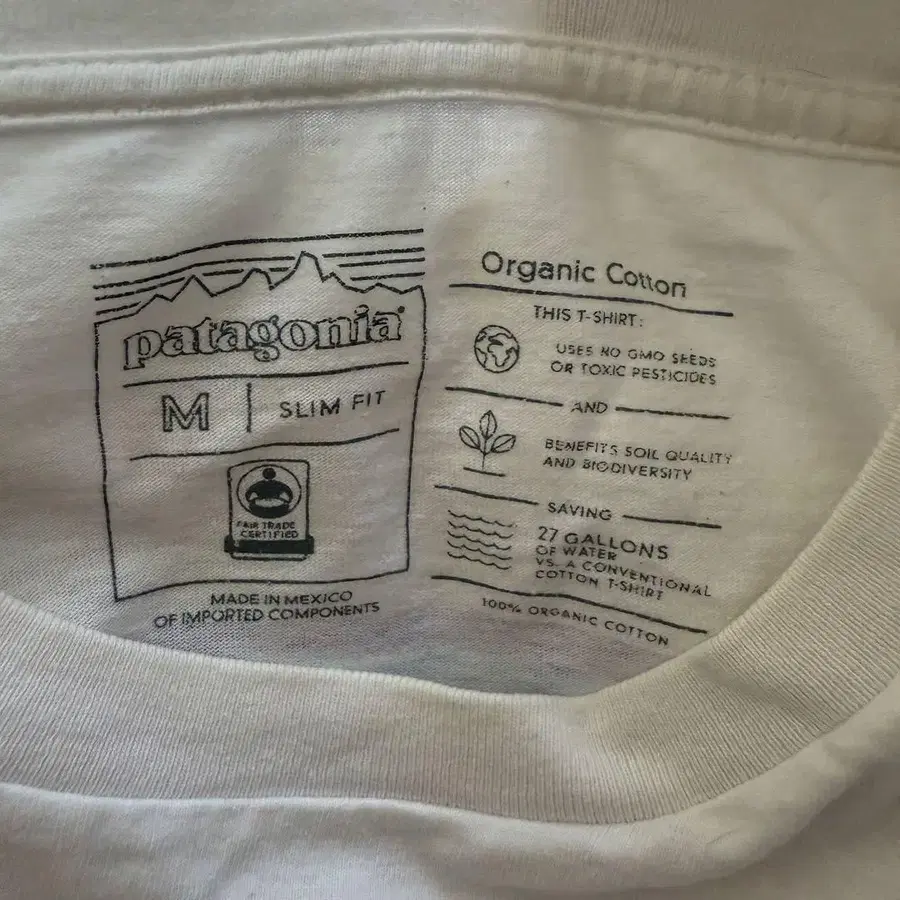 patagonia
M | SLIM FIT
FAIR TRADE
CERTIFIED
MADE IN MEXICO
OF IMPORTED COMPONENTS
Organic Cotton
THIS T-SHIRT:
USES NO GMO SEEDS
OR TOXIC PESTICIDES
AND
BENEFITS SOIL QUALITY
AND BIODIVERSITY
SAVING
27 GALLONS
OF WATER
VS. A CONVENTIONAL
COTTON T-SHIRT
100% ORGANIC COTTON